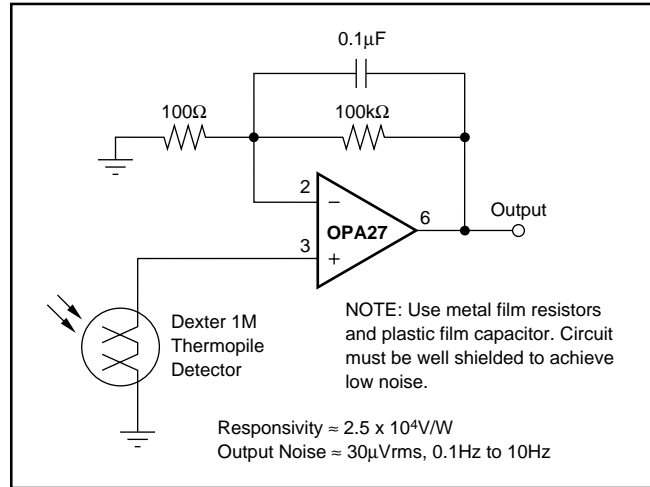 0.1µF
100Ω
100kΩ
2
−
6
Output
OPA27
3
+
Dexter 1M
Thermopile
Detector
NOTE: Use metal film resistors
and plastic film capacitor. Circuit
must be well shielded to achieve
low noise.
Responsivity ≈ 2.5 x 10⁴V/W
Output Noise ≈ 30µVrms, 0.1Hz to 10Hz